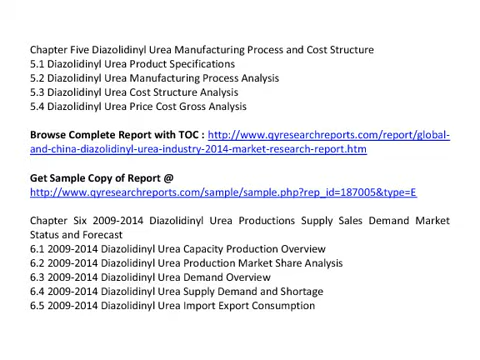 Chapter Five Diazolidinyl Urea Manufacturing Process and Cost Structure
5.1 Diazolidinyl Urea Product Specifications
5.2 Diazolidinyl Urea Manufacturing Process Analysis
5.3 Diazolidinyl Urea Cost Structure Analysis
5.4 Diazolidinyl Urea Price Cost Gross Analysis
Browse Complete Report with TOC : http://www.qyresearchreports.com/report/global-
and-china-diazolidinyl-urea-industry-2014-market-research-report.htm
Get Sample Copy of Report @
http://www.qyresearchreports.com/sample/sample.php?rep_id=187005&type=E
Chapter Six 2009-2014 Diazolidinyl Urea Productions Supply Sales Demand Market
Status and Forecast
6.1 2009-2014 Diazolidinyl Urea Capacity Production Overview
6.2 2009-2014 Diazolidinyl Urea Production Market Share Analysis
6.3 2009-2014 Diazolidinyl Urea Demand Overview
6.4 2009-2014 Diazolidinyl Urea Supply Demand and Shortage
6.5 2009-2014 Diazolidinyl Urea Import Export Consumption